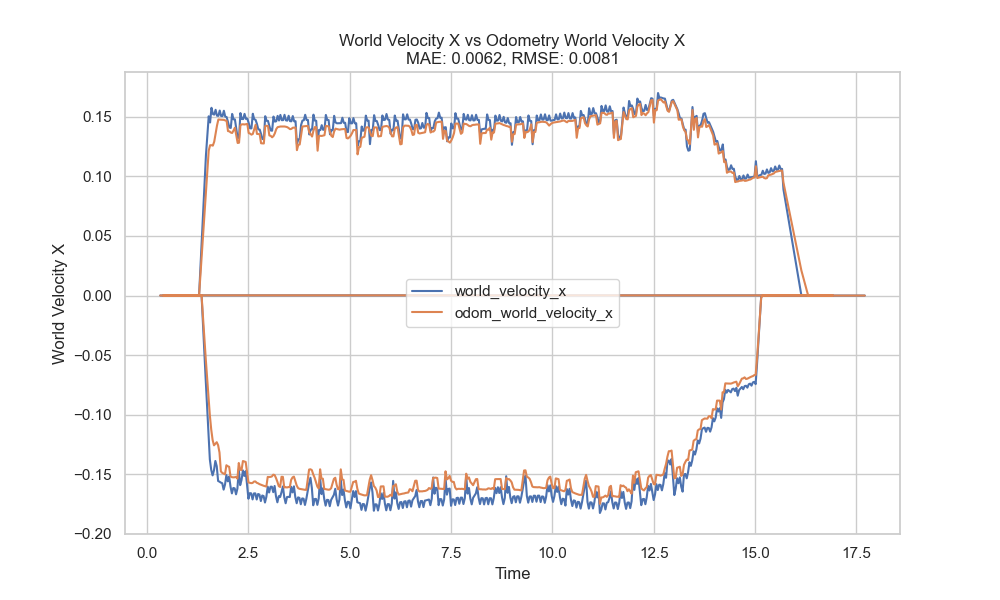 World Velocity X vs Odometry World Velocity X
MAE: 0.0062, RMSE: 0.0081
World Velocity X
0.15
0.10
0.05
0.00
−0.05
−0.10
−0.15
−0.20
world_velocity_x
odom_world_velocity_x
0.0 2.5 5.0 7.5 10.0 12.5 15.0 17.5
Time